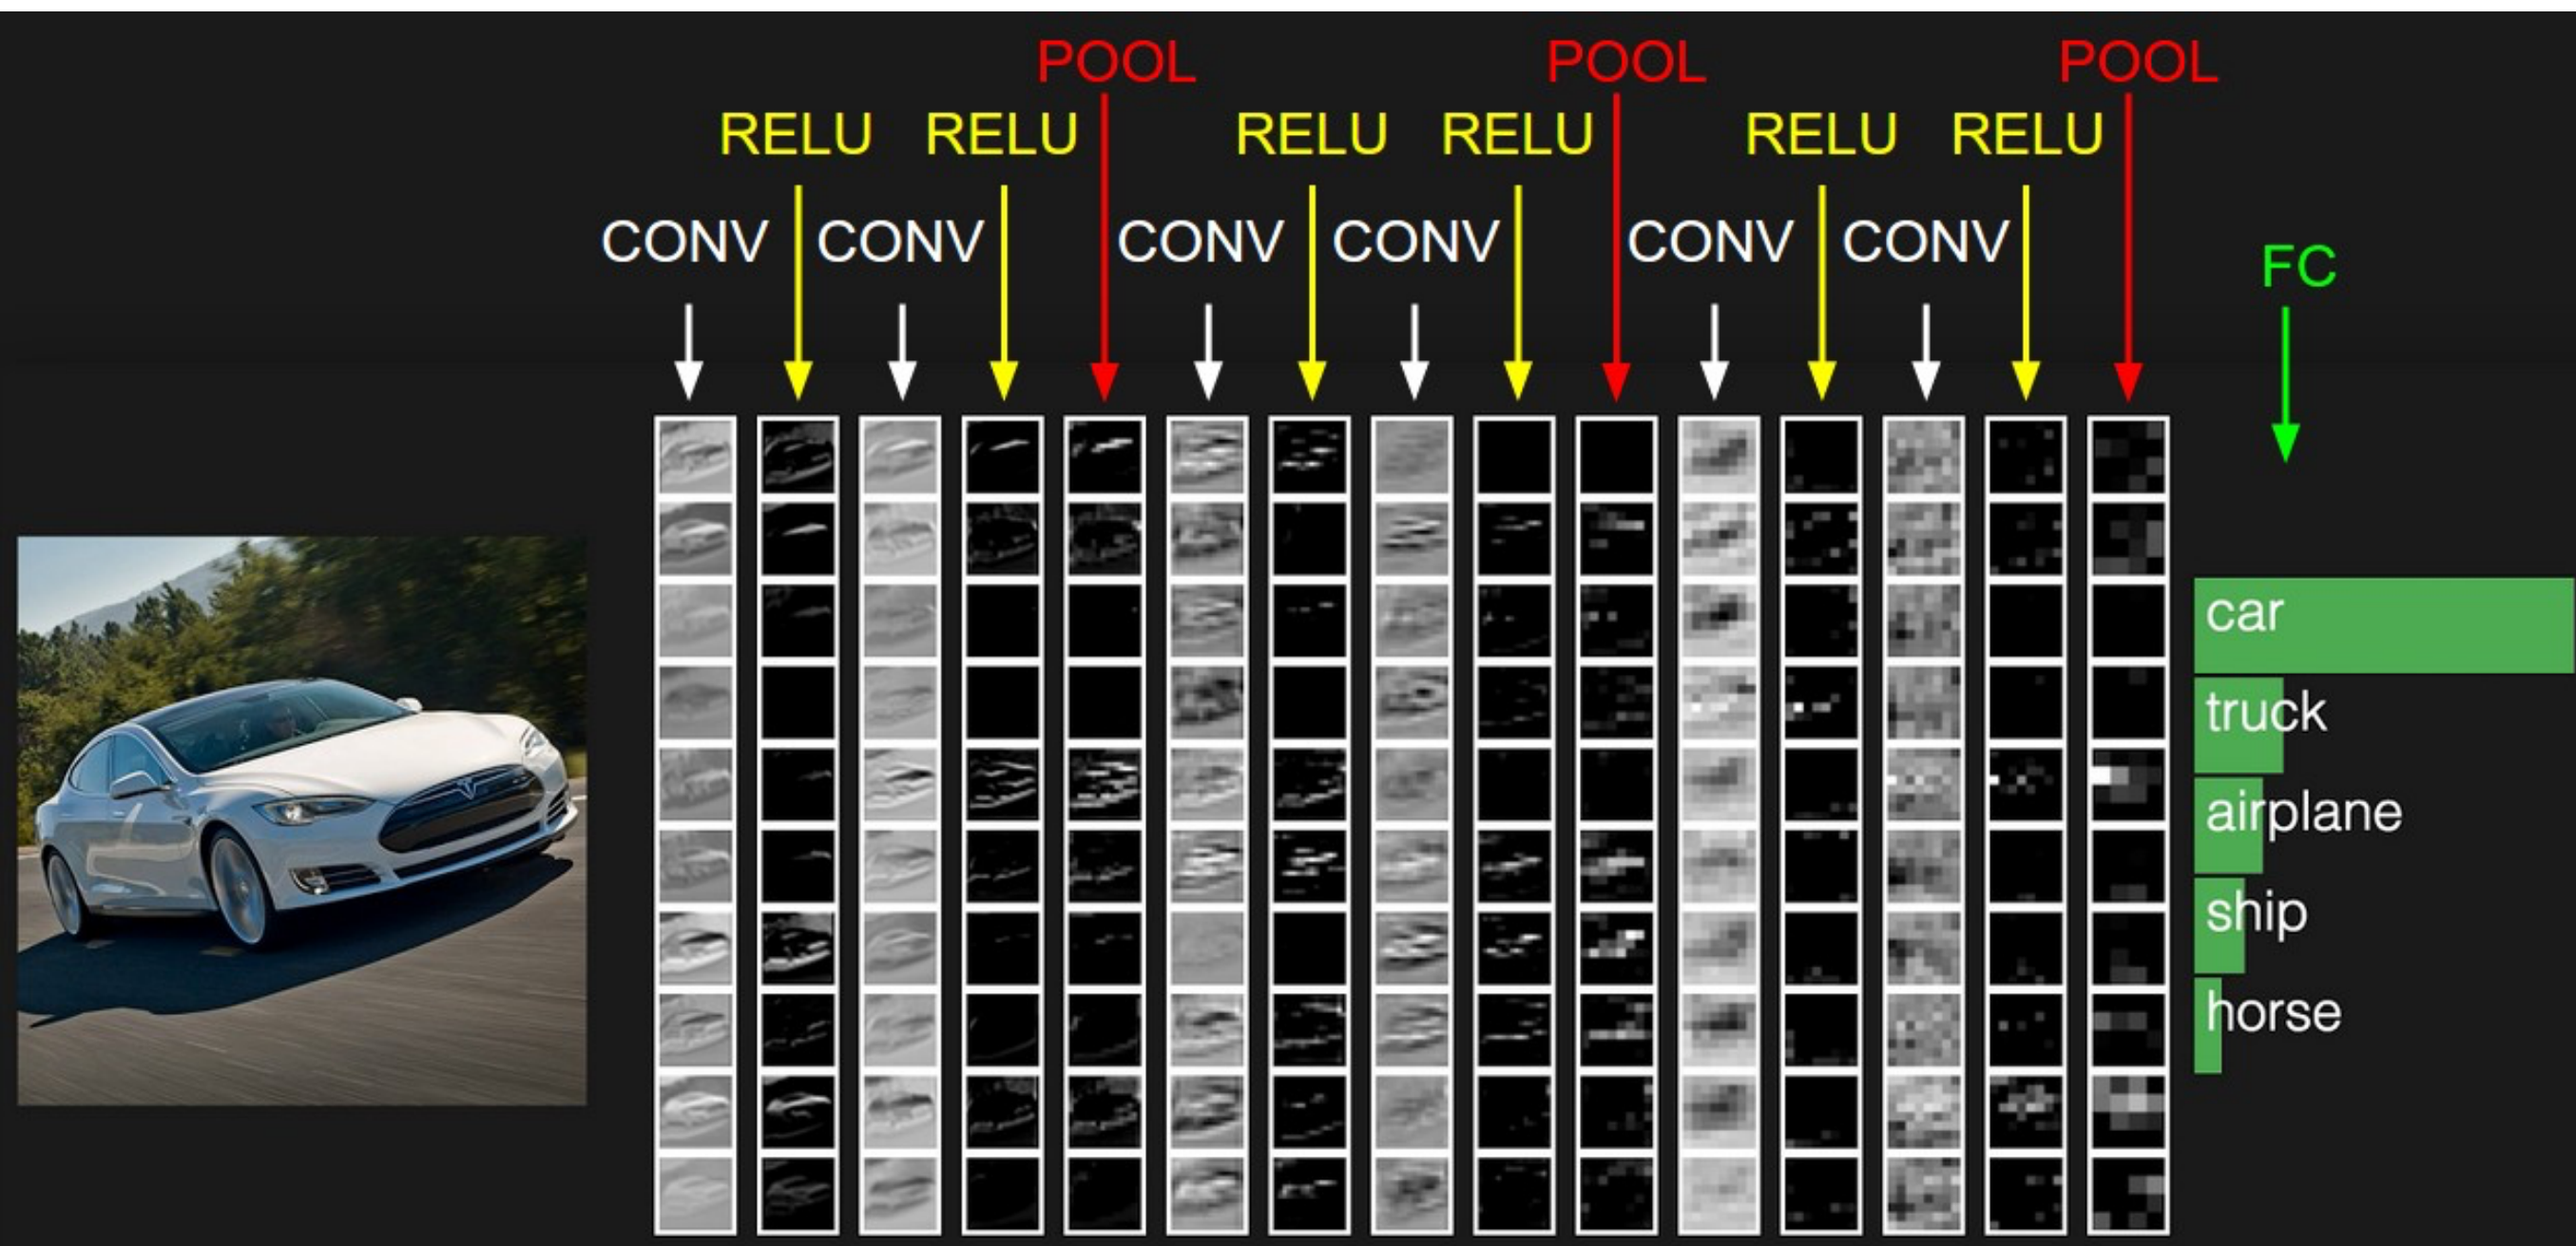 POOL POOL POOL
RELU RELU RELU RELU RELU RELU
CONV CONV CONV CONV CONV CONV
FC
car
truck
airplane
ship
horse